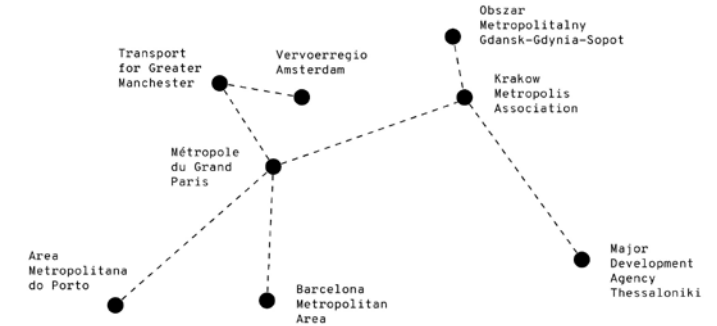 Obszar
Metropolitalny
Gdansk-Gdynia-Sopot
Transport
for Greater
Manchester
Vervoerregio
Amsterdam
Krakow
Metropolis
Association
Métropole
du Grand
Paris
Area
Metropolitana
do Porto
Barcelona
Metropolitan
Area
Major
Development
Agency
Thessaloniki